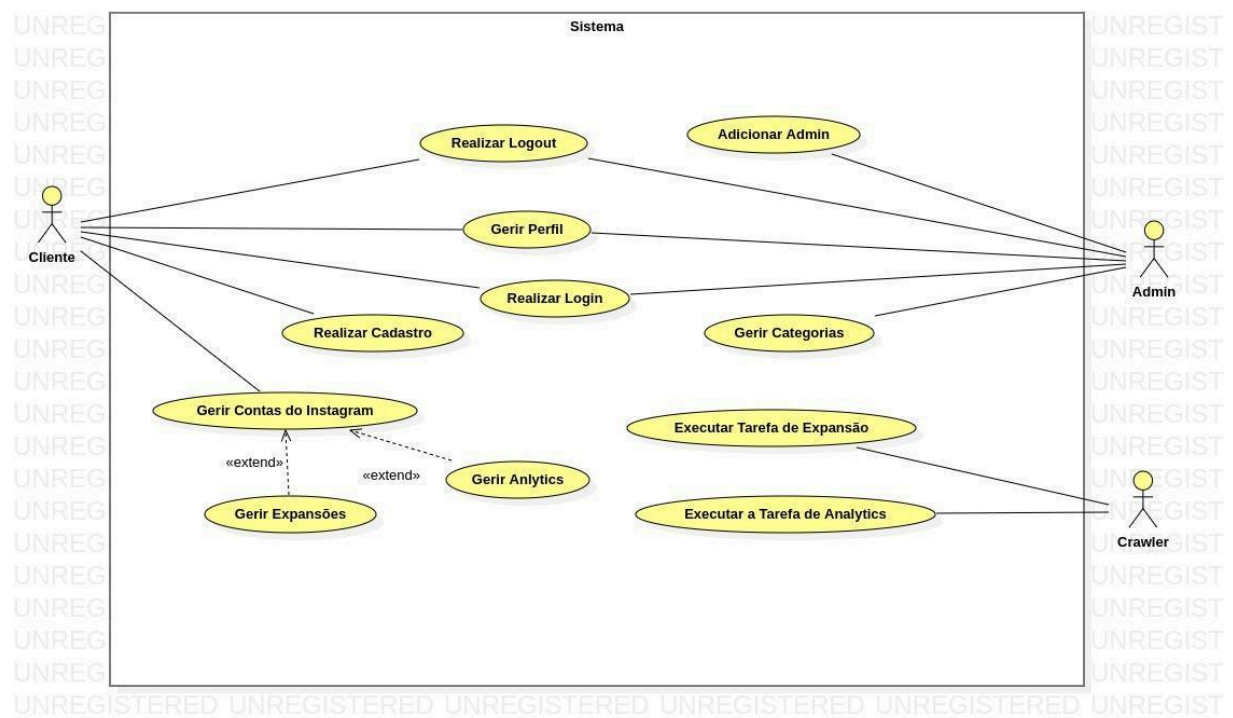 Sistema
Realizar Logout
Adicionar Admin
Cliente
Gerir Perfil
Admin
Realizar Login
Realizar Cadastro
Gerir Categorias
Gerir Contas do Instagram
Executar Tarefa de Expansão
«extend»
«extend»
Gerir Anlytics
Gerir Expansões
Executar a Tarefa de Analytics
Crawler
UNREGISTERED UNREGISTERED UNREGISTERED UNREGISTERED UNREGISTERED UNREGIST